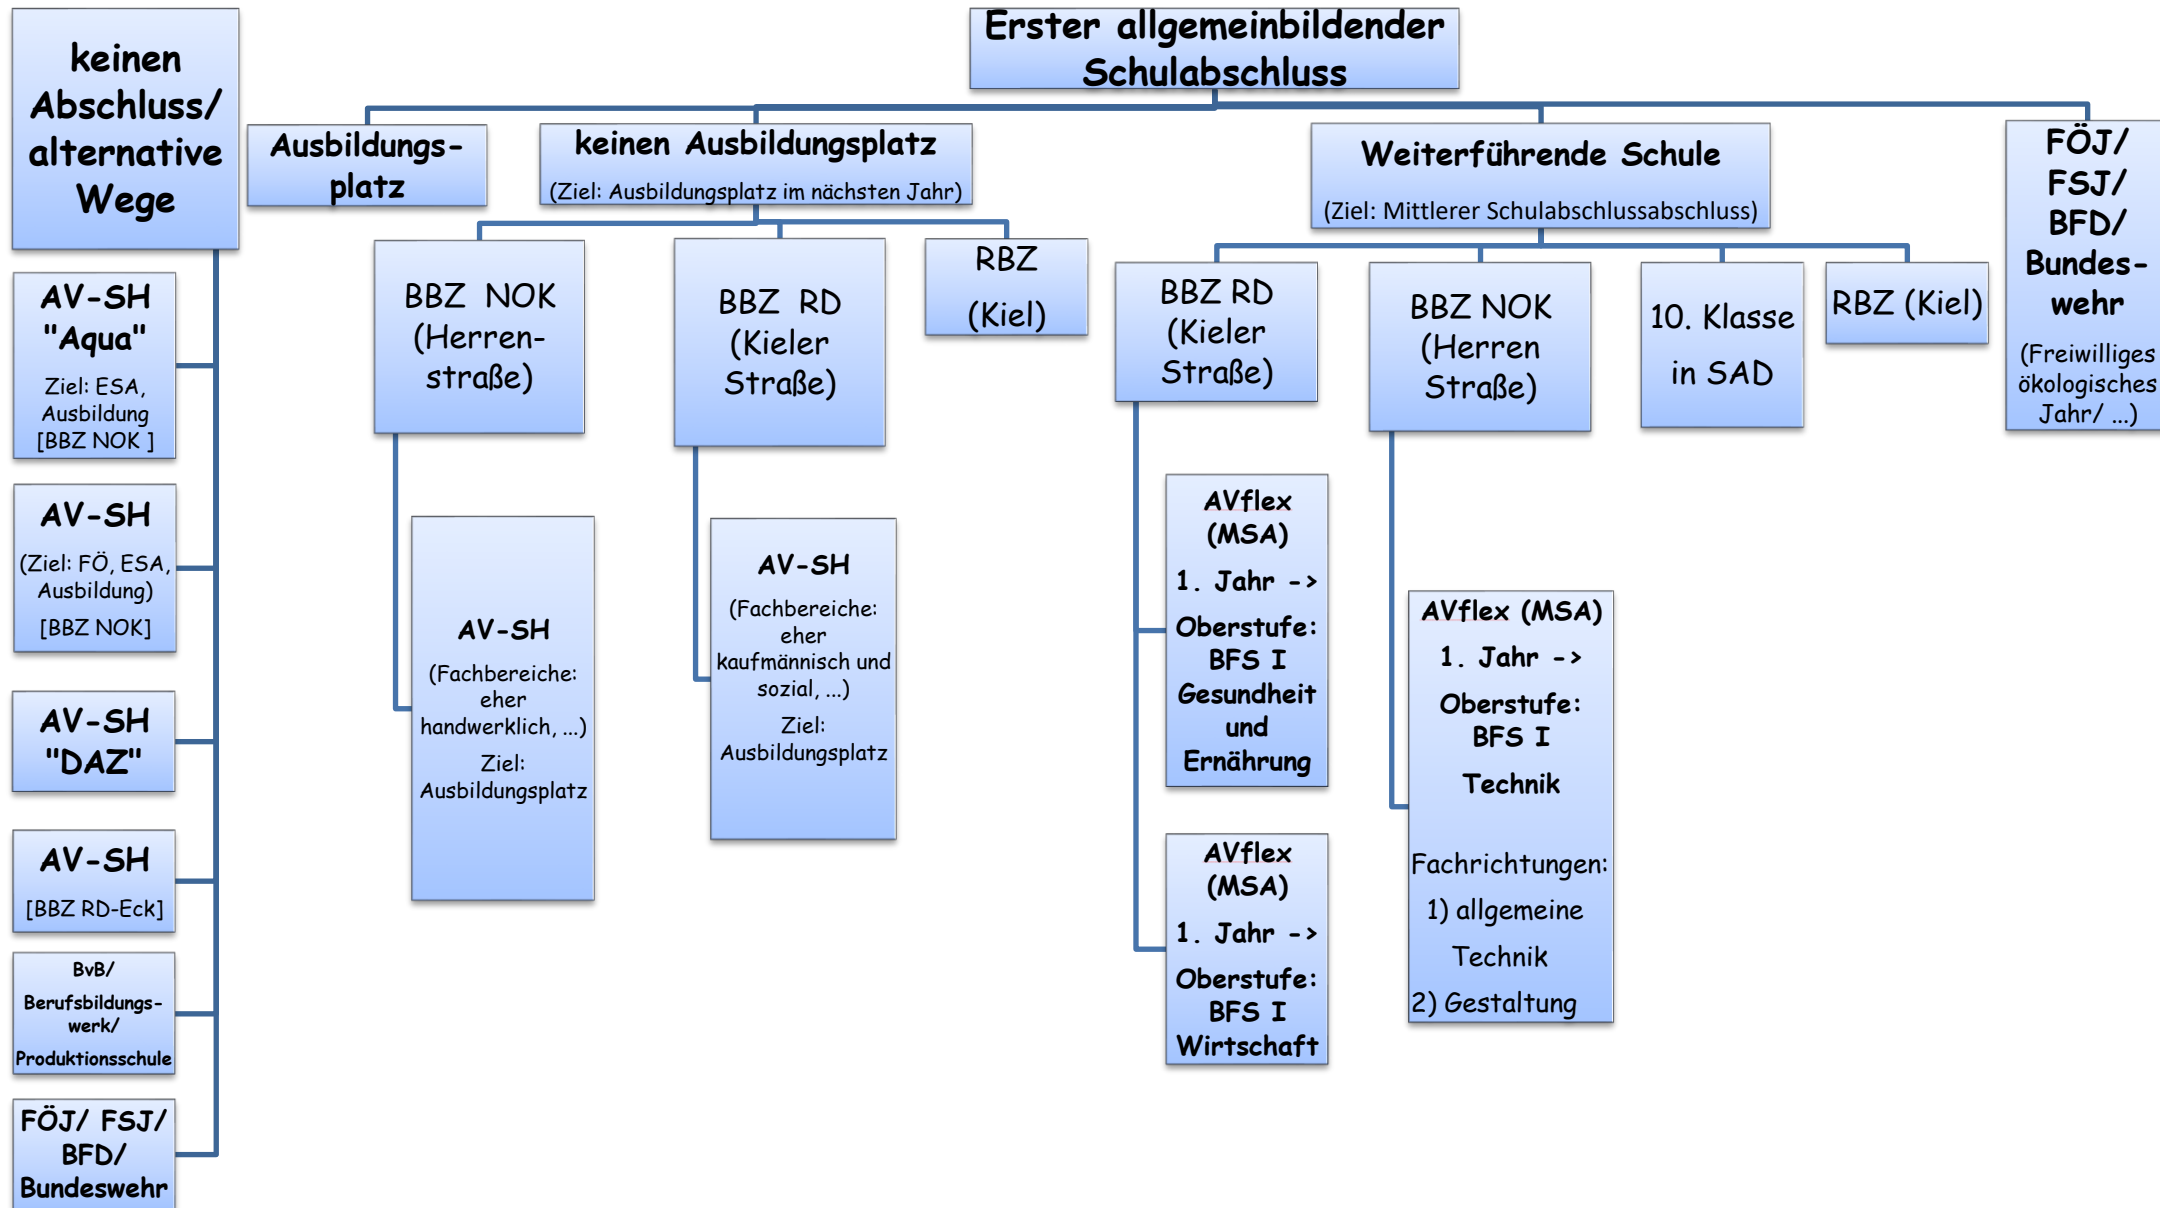 keinen
Abschluss/
alternative
Wege
AV-SH
"Aqua"
Ziel: ESA,
Ausbildung
[BBZ NOK ]
AV-SH
(Ziel: FÖ, ESA,
Ausbildung)
[BBZ NOK]
AV-SH
"DAZ"
AV-SH
[BBZ RD-Eck]
BvB/
Berufsbildungs-
werk/
Produktionsschule
FÖJ/ FSJ/
BFD/
Bundeswehr
Erster allgemeinbildender
Schulabschluss
Ausbildungs-
platz
keinen Ausbildungsplatz
(Ziel: Ausbildungsplatz im nächsten Jahr)
BBZ NOK
(Herren-
straße)
AV-SH
(Fachbereiche:
eher
handwerklich, ...)
Ziel:
Ausbildungsplatz
BBZ RD
(Kieler
Straße)
AV-SH
(Fachbereiche:
eher
kaufmännisch und
sozial, ...)
Ziel:
Ausbildungsplatz
RBZ
(Kiel)
Weiterführende Schule
(Ziel: Mittlerer Schulabschlussabschluss)
BBZ RD
(Kieler
Straße)
AVflex
(MSA)
1. Jahr ->
Oberstufe:
BFS I
Gesundheit
und
Ernährung
AVflex
(MSA)
1. Jahr ->
Oberstufe:
BFS I
Wirtschaft
BBZ NOK
(Herren
Straße)
AVflex (MSA)
1. Jahr ->
Oberstufe:
BFS I
Technik
Fachrichtungen:
1) allgemeine
Technik
2) Gestaltung
10. Klasse
in SAD
RBZ (Kiel)
FÖJ/
FSJ/
BFD/
Bundes-
wehr
(Freiwilliges
ökologisches
Jahr/ ...)